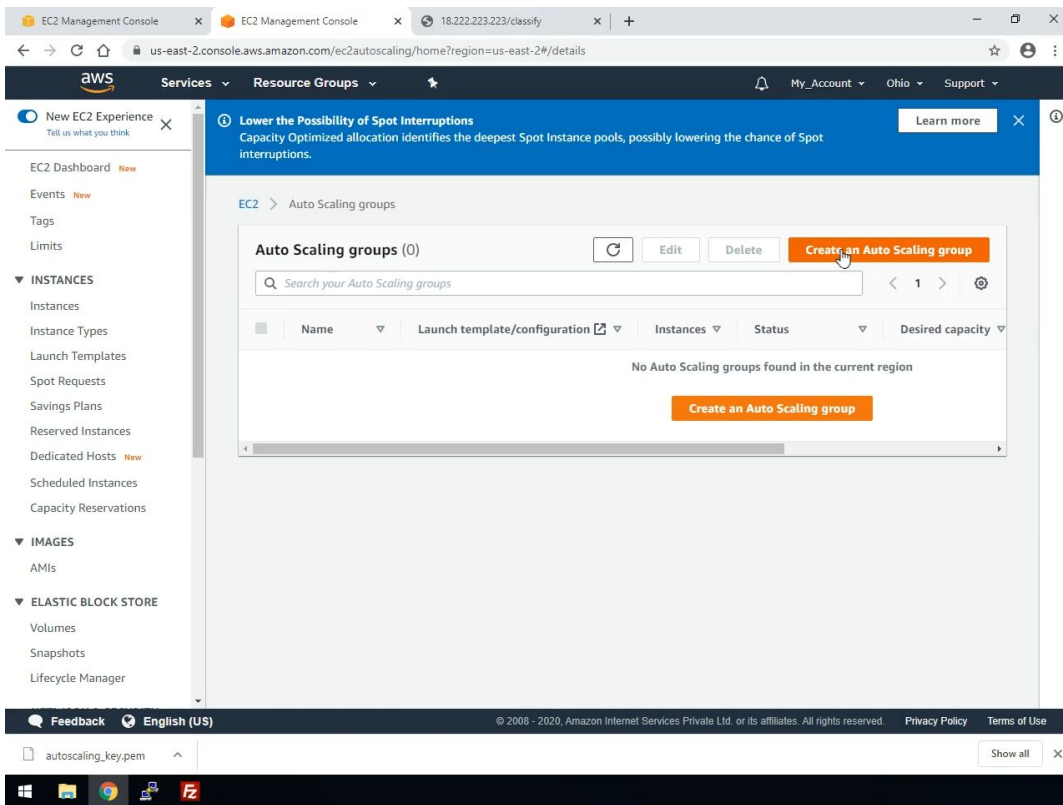 EC2 Management Console
EC2 Management Console
18.222.223.223/classify
us-east-2.console.aws.amazon.com/ec2autoscaling/home?region=us-east-2#/details
aws
Services
Resource Groups
My_Account
Ohio
Support
New EC2 Experience
Tell us what you think
EC2 Dashboard New
Events New
Tags
Limits
INSTANCES
Instances
Instance Types
Launch Templates
Spot Requests
Savings Plans
Reserved Instances
Dedicated Hosts New
Scheduled Instances
Capacity Reservations
IMAGES
AMIs
ELASTIC BLOCK STORE
Volumes
Snapshots
Lifecycle Manager
Lower the Possibility of Spot Interruptions
Capacity Optimized allocation identifies the deepest Spot Instance pools, possibly lowering the chance of Spot
interruptions.
Learn more
EC2 > Auto Scaling groups
Auto Scaling groups (0)
Edit
Delete
Create an Auto Scaling group
Search your Auto Scaling groups
1
Name
Launch template/configuration
Instances
Status
Desired capacity
No Auto Scaling groups found in the current region
Create an Auto Scaling group
Feedback
English (US)
© 2008 - 2020, Amazon Internet Services Private Ltd. or its affiliates. All rights reserved.
Privacy Policy
Terms of Use
autoscaling_key.pem
Show all